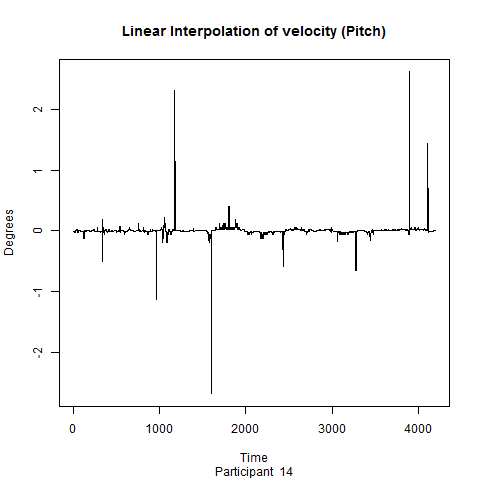 Linear Interpolation of velocity (Pitch)
Degrees
2
1
0
-1
-2
0 1000 2000 3000 4000
Time
Participant 14